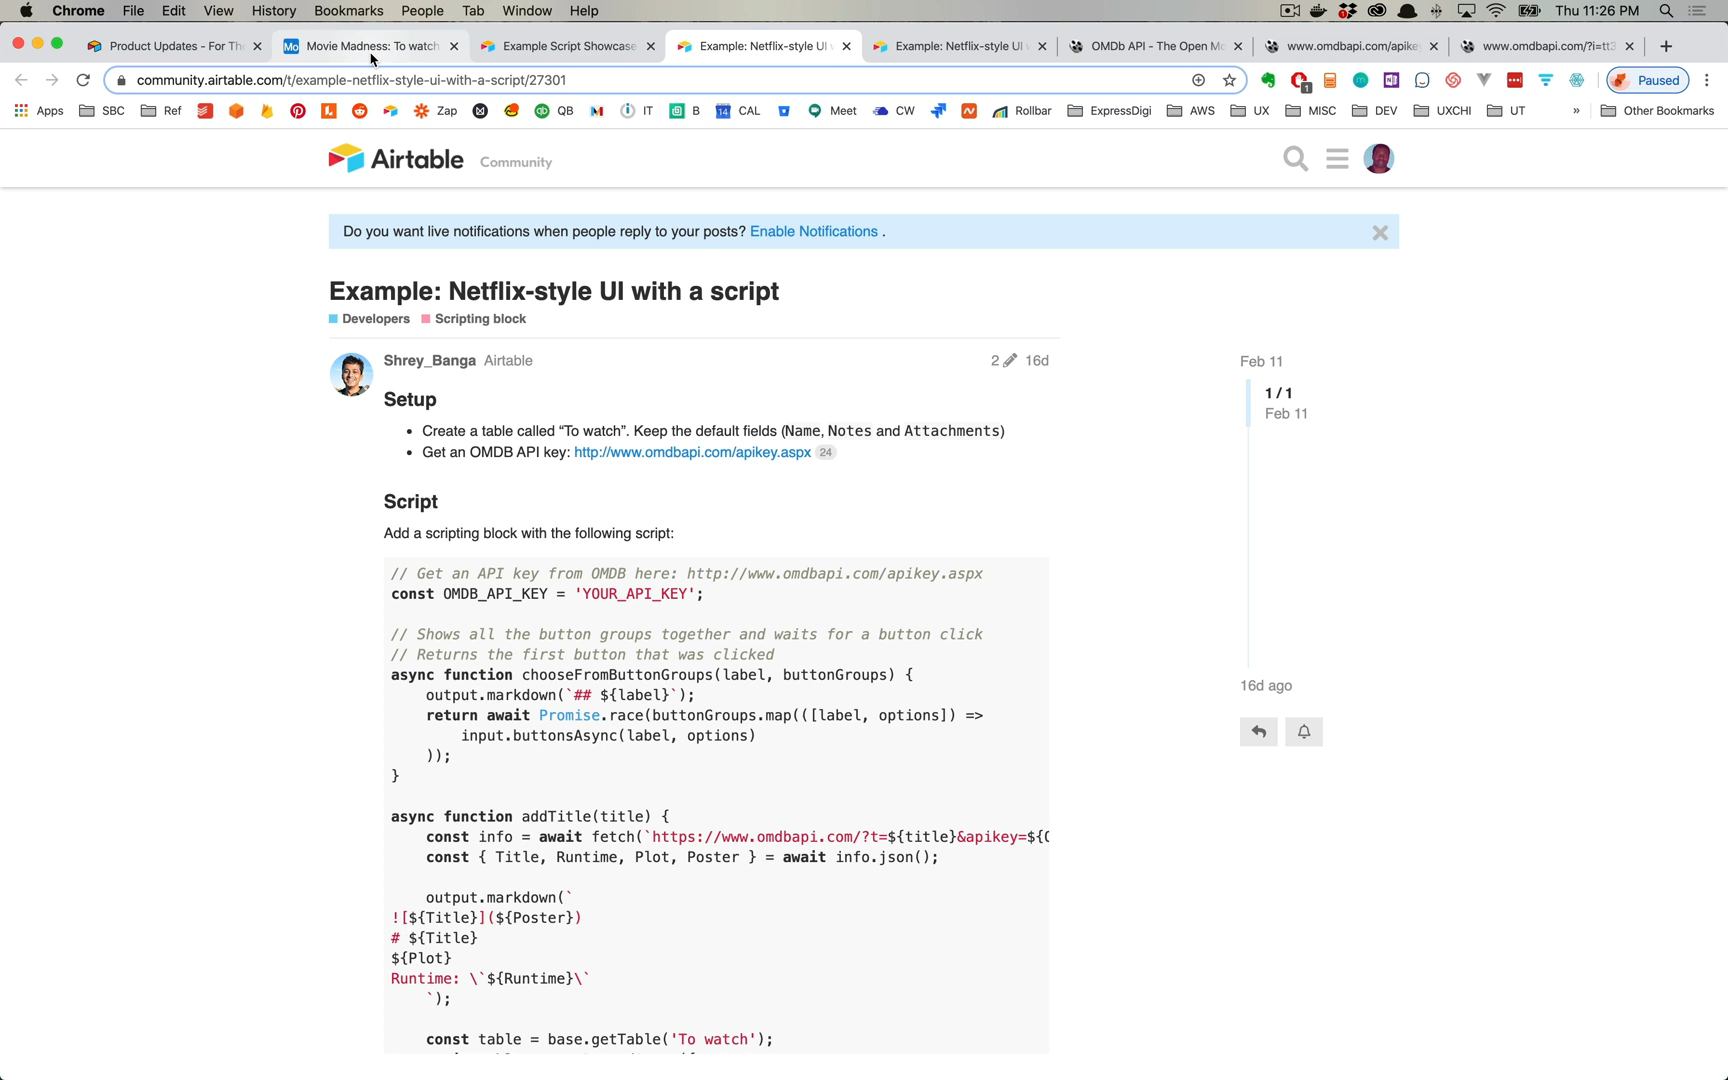 Chrome File Edit View History Bookmarks People Tab Window Help Thu 11:26 PM
Product Updates - For Th Movie Madness: To watch Example Script Showcase Example: Netflix-style UI Example: Netflix-style UI OMDb API - The Open Mo www.omdbapi.com/apike www.omdbapi.com/?i=tt3
community.airtable.com/t/example-netflix-style-ui-with-a-script/27301 Paused
Apps SBC Ref Zap QB IT B CAL Meet CW Rollbar ExpressDigi AWS UX MISC DEV UXCHI UT » Other Bookmarks
Airtable Community
Do you want live notifications when people reply to your posts? Enable Notifications .
Example: Netflix-style UI with a script
Developers Scripting block
Shrey_Banga Airtable 2 16d
Feb 11
1 / 1
Feb 11
16d ago
Setup
• Create a table called “To watch”. Keep the default fields (Name, Notes and Attachments)
• Get an OMDB API key: http://www.omdbapi.com/apikey.aspx 24
Script
Add a scripting block with the following script:
// Get an API key from OMDB here: http://www.omdbapi.com/apikey.aspx
const OMDB_API_KEY = 'YOUR_API_KEY';
// Shows all the button groups together and waits for a button click
// Returns the first button that was clicked
async function chooseFromButtonGroups(label, buttonGroups) {
output.markdown(`## ${label}`);
return await Promise.race(buttonGroups.map(([label, options]) =>
input.buttonsAsync(label, options)
));
}
async function addTitle(title) {
const info = await fetch(`https://www.omdbapi.com/?t=${title}&apikey=${O
const { Title, Runtime, Plot, Poster } = await info.json();
output.markdown(`
![${Title}](${Poster})
# ${Title}
${Plot}
Runtime: \`${Runtime}\`
`);
const table = base.getTable('To watch');